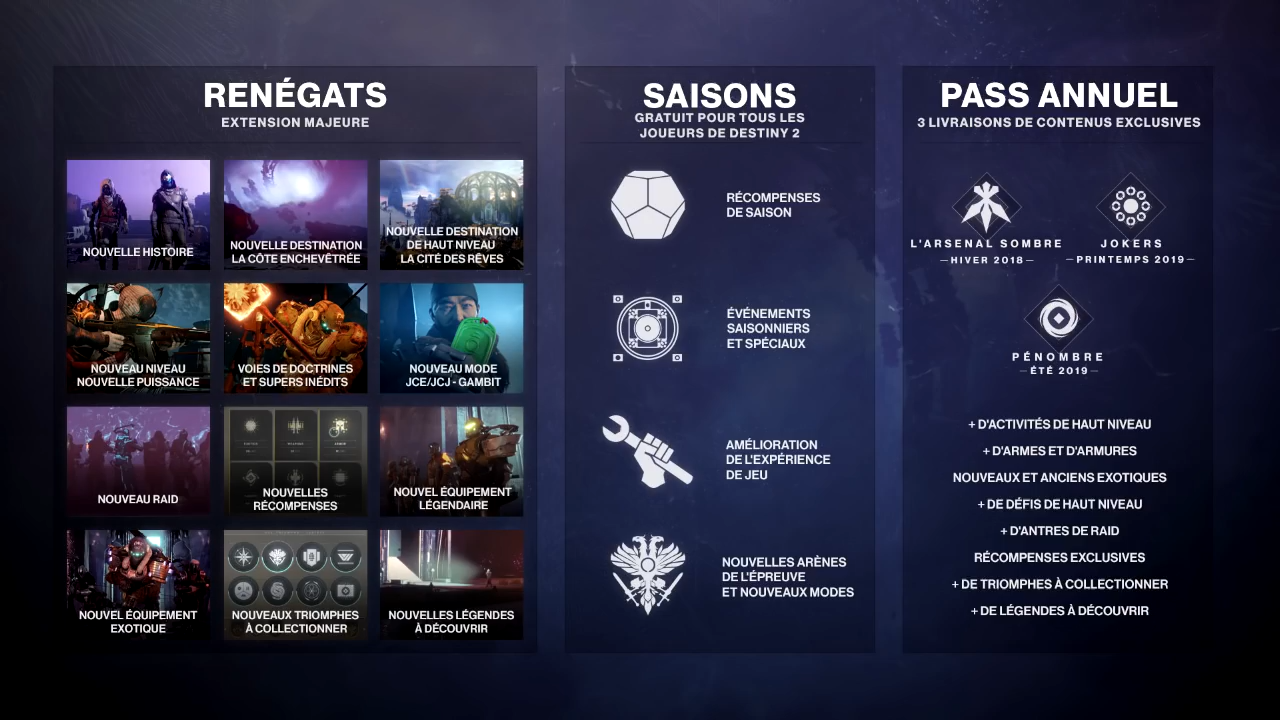 RENÉGATS
EXTENSION MAJEURE
NOUVELLE HISTOIRE
NOUVELLE DESTINATION
LA CÔTE ENCHEVÊTRÉE
NOUVELLE DESTINATION
DE HAUT NIVEAU
LA CITÉ DES RÊVES
NOUVEAU NIVEAU
NOUVELLE PUISSANCE
VOIES DE DOCTRINES
ET SUPERS INÉDITS
NOUVEAU MODE
JCE/JCJ - GAMBIT
NOUVEAU RAID
NOUVELLES
RÉCOMPENSES
NOUVEL ÉQUIPEMENT
LÉGENDAIRE
NOUVEL ÉQUIPEMENT
EXOTIQUE
NOUVEAUX TRIOMPHES
À COLLECTIONNER
NOUVELLES LÉGENDES
À DÉCOUVRIR
SAISONS
GRATUIT POUR TOUS LES
JOUEURS DE DESTINY 2
RÉCOMPENSES
DE SAISON
ÉVÉNEMENTS
SAISONNIERS
ET SPÉCIAUX
AMÉLIORATION
DE L'EXPÉRIENCE
DE JEU
NOUVELLES ARÈNES
DE L'ÉPREUVE
ET NOUVEAUX MODES
PASS ANNUEL
3 LIVRAISONS DE CONTENUS EXCLUSIVES
L'ARSENAL SOMBRE
—HIVER 2018—
JOKERS
—PRINTEMPS 2019—
PÉNOMBRE
—ÉTÉ 2019—
+ D'ACTIVITÉS DE HAUT NIVEAU
+ D'ARMES ET D'ARMURES
NOUVEAUX ET ANCIENS EXOTIQUES
+ DE DÉFIS DE HAUT NIVEAU
+ D'ANTRES DE RAID
RÉCOMPENSES EXCLUSIVES
+ DE TRIOMPHES À COLLECTIONNER
+ DE LÉGENDES À DÉCOUVRIR